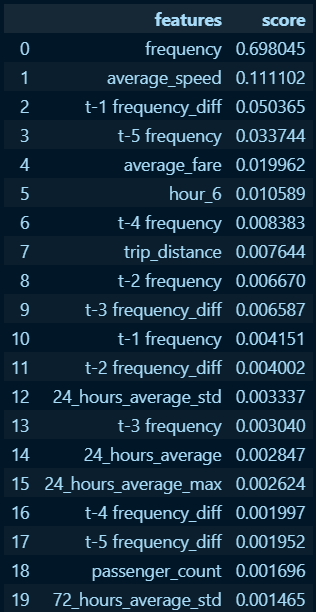 features score
0 frequency 0.698045
1 average_speed 0.111102
2 t-1 frequency_diff 0.050365
3 t-5 frequency 0.033744
4 average_fare 0.019962
5 hour_6 0.010589
6 t-4 frequency 0.008383
7 trip_distance 0.007644
8 t-2 frequency 0.006670
9 t-3 frequency_diff 0.006587
10 t-1 frequency 0.004151
11 t-2 frequency_diff 0.004002
12 24_hours_average_std 0.003337
13 t-3 frequency 0.003040
14 24_hours_average 0.002847
15 24_hours_average_max 0.002624
16 t-4 frequency_diff 0.001997
17 t-5 frequency_diff 0.001952
18 passenger_count 0.001696
19 72_hours_average_std 0.001465